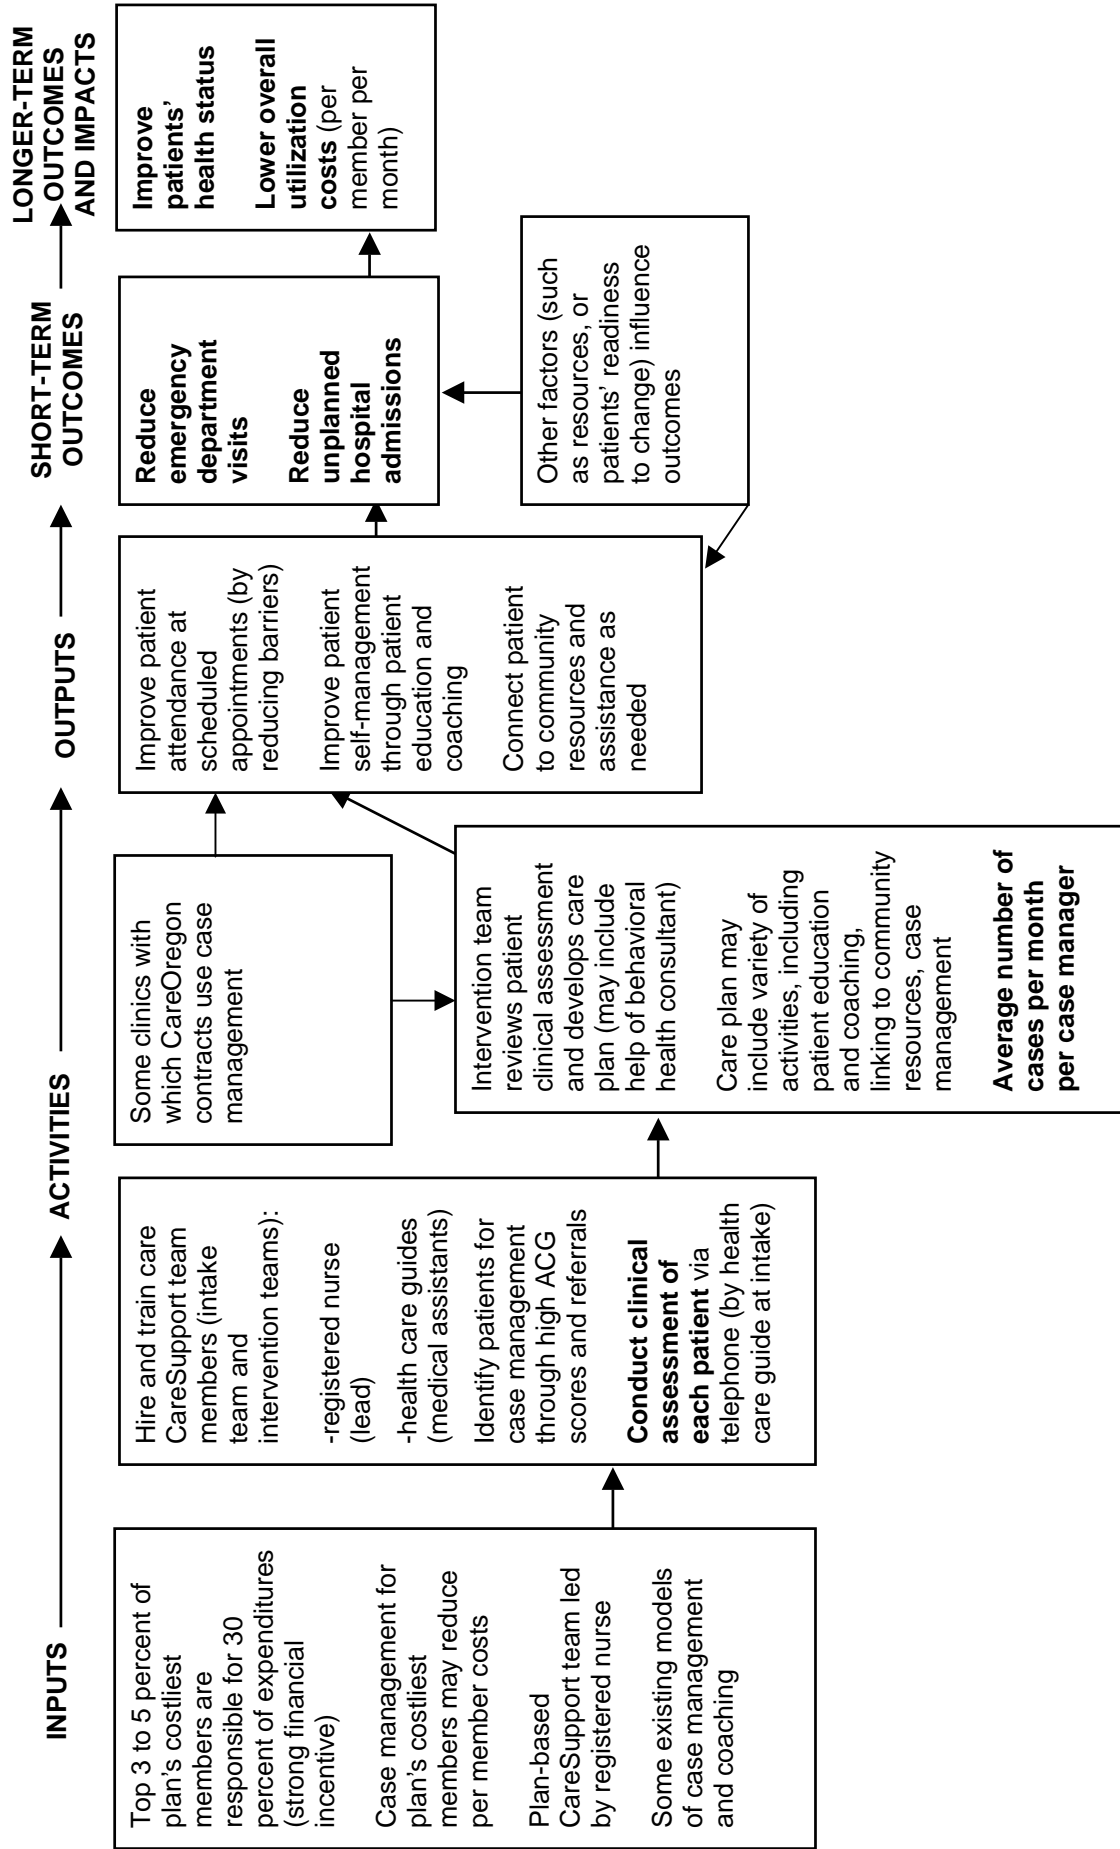 INPUTS
ACTIVITIES
OUTPUTS
SHORT-TERM
OUTCOMES
LONGER-TERM
OUTCOMES
AND IMPACTS
Top 3 to 5 percent of
plan's costliest
members are
responsible for 30
percent of expenditures
(strong financial
incentive)
Case management for
plan's costliest
members may reduce
per member costs
Plan-based
CareSupport team led
by registered nurse
Some existing models
of case management
and coaching
Hire and train care
CareSupport team
members (intake
team and
intervention teams):
-registered nurse
(lead)
-health care guides
(medical assistants)
Identify patients for
case management
through high ACG
scores and referrals
Conduct clinical
assessment of
each patient via
telephone (by health
care guide at intake)
Some clinics with
which CareOregon
contracts use case
management
Intervention team
reviews patient
clinical assessment
and develops care
plan (may include
help of behavioral
health consultant)
Care plan may
include variety of
activities, including
patient education
and coaching,
linking to community
resources, case
management
Average number of
cases per month
per case manager
Improve patient
attendance at
scheduled
appointments (by
reducing barriers)
Improve patient
self-management
through patient
education and
coaching
Connect patient
to community
resources and
assistance as
needed
Reduce
emergency
department
visits
Reduce
unplanned
hospital
admissions
Other factors (such
as resources, or
patients' readiness
to change) influence
outcomes
Improve
patients'
health status
Lower overall
utilization
costs (per
member per
month)